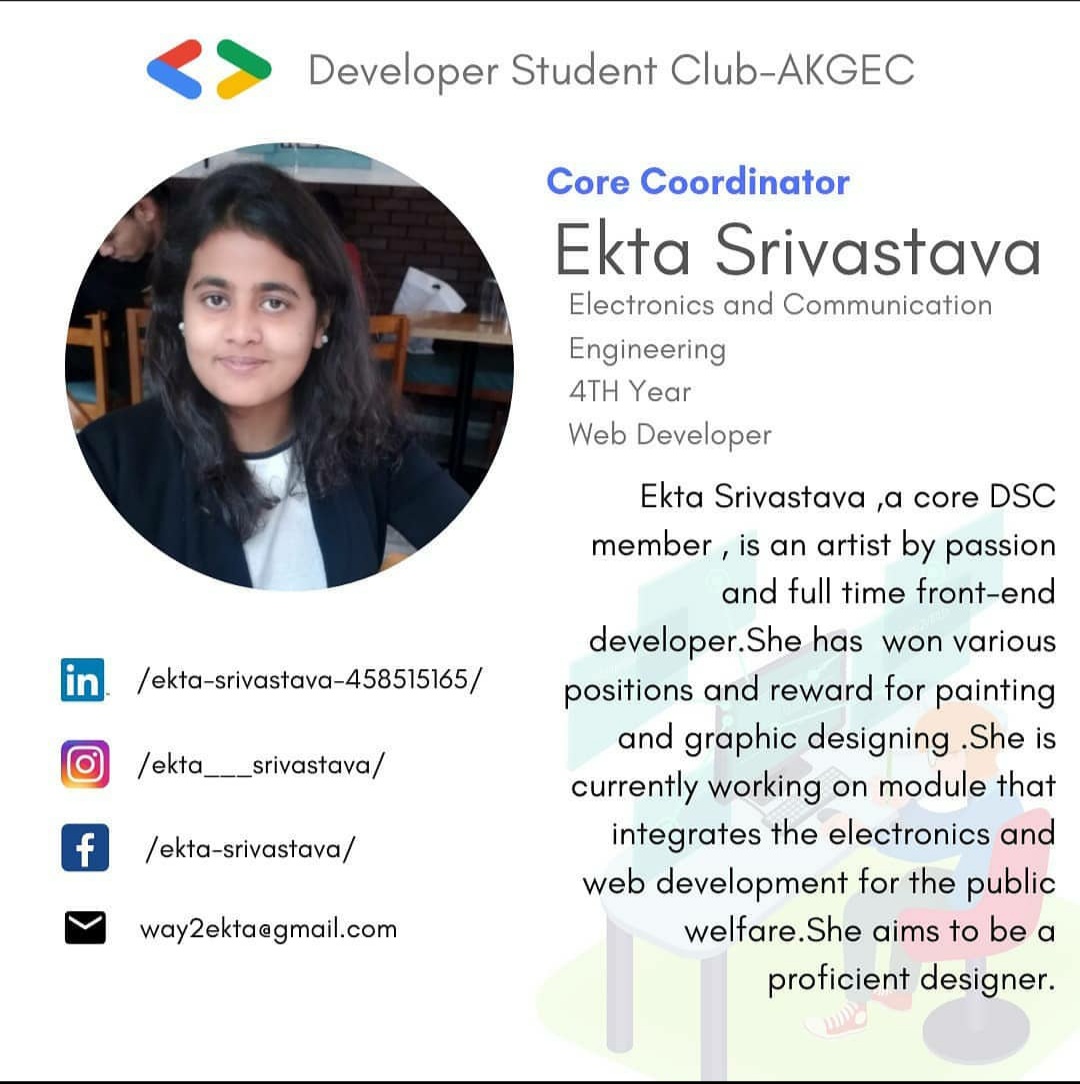 Developer Student Club-AKGEC
Core Coordinator
Ekta Srivastava
Electronics and Communication
Engineering
4TH Year
Web Developer
Ekta Srivastava ,a core DSC
member , is an artist by passion
and full time front-end
developer.She has  won various
positions and reward for painting
and graphic designing .She is
currently working on module that
integrates the electronics and
web development for the public
welfare.She aims to be a
proficient designer.
in /ekta-srivastava-458515165/
/ekta___srivastava/
f /ekta-srivastava/
way2ekta@gmail.com